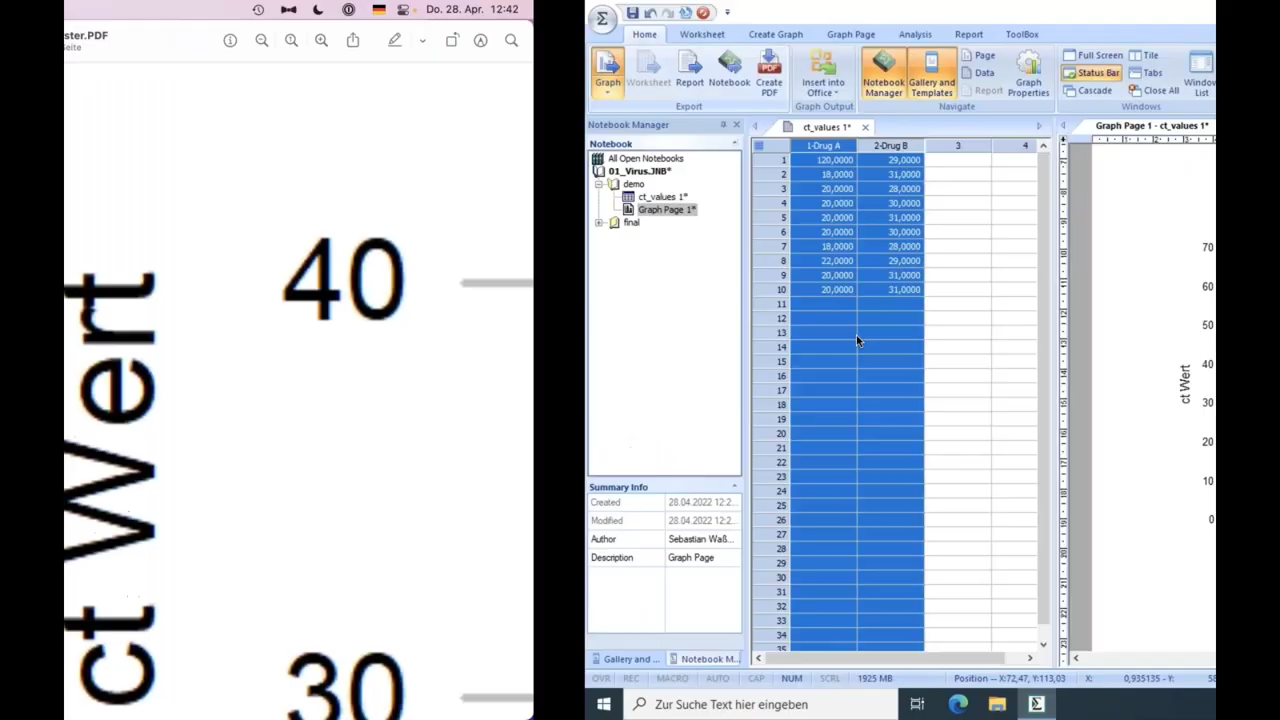 Do. 28. Apr. 12:42
ster.PDF
Seite
40
30
ct Wert
Home Worksheet Create Graph Graph Page Analysis Report ToolBox
Graph Worksheet Report Notebook Create PDF
Export
Insert into Office
Graph Output
Notebook Manager
Gallery and Templates
Page
Data
Report
Graph Properties
Navigate
Full Screen Tile
Status Bar Tabs
Cascade Close All
Window List
Windows
Notebook Manager
Notebook
All Open Notebooks
01_Virus.JNB*
demo
ct_values 1*
Graph Page 1*
final
Summary Info
Created 28.04.2022 12:2...
Modified 28.04.2022 12:2...
Author Sebastian Waß...
Description Graph Page
Gallery and ... Notebook M...
ct_values 1*
1-Drug A 2-Drug B 3 4
1 120,0000 29,0000
2 18,0000 31,0000
3 20,0000 28,0000
4 20,0000 30,0000
5 20,0000 31,0000
6 20,0000 30,0000
7 18,0000 28,0000
8 22,0000 29,0000
9 20,0000 31,0000
10 20,0000 31,0000
11
12
13
14
15
16
17
18
19
20
21
22
23
24
25
26
27
28
29
30
31
32
33
34
35
Graph Page 1 - ct_values 1*
70
60
50
40
30
20
10
0
ct Wert
OVR REC MACRO AUTO CAP NUM SCRL 1925 MB Position -- X:72,47, Y:113,03 X: 0,935135 - Y: 58
Zur Suche Text hier eingeben